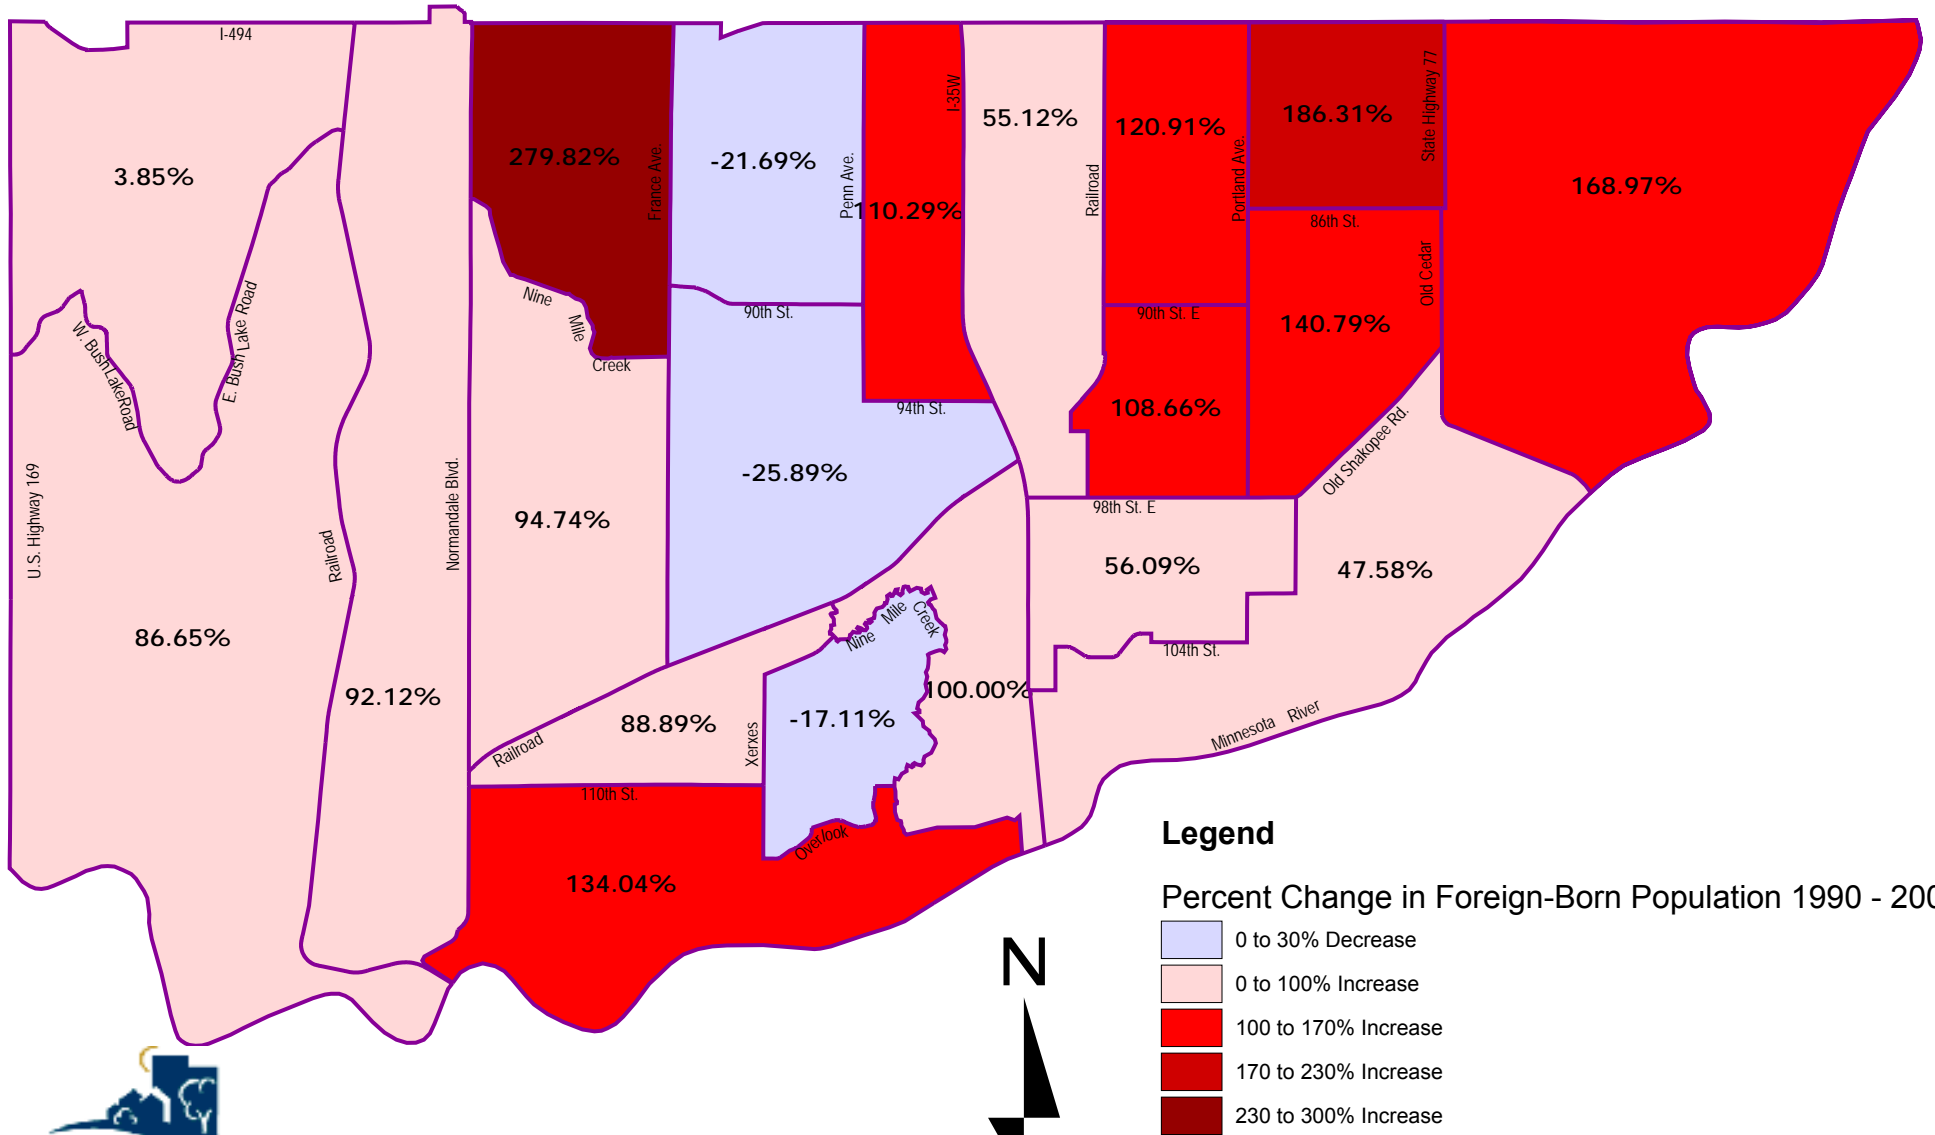 I-494
3.85%
279.82%
France Ave.
-21.69%
Penn Ave.
110.29%
I-35W
55.12%
Railroad
120.91%
Portland Ave.
186.31%
State Highway 77
168.97%
86th St.
Old Cedar
140.79%
90th St. E
90th St.
Nine
Mile
Creek
W. Bush Lake Road
E. Bush Lake Road
94th St.
108.66%
Old Shakopee Rd.
U.S. Highway 169
Railroad
Normandale Blvd.
94.74%
-25.89%
98th St. E
56.09%
47.58%
104th St.
Nine Mile Creek
86.65%
92.12%
88.89%
Railroad
Xerxes
-17.11%
100.00%
Minnesota River
110th St.
Overlook
134.04%
N
Legend
Percent Change in Foreign-Born Population 1990 - 200
0 to 30% Decrease
0 to 100% Increase
100 to 170% Increase
170 to 230% Increase
230 to 300% Increase